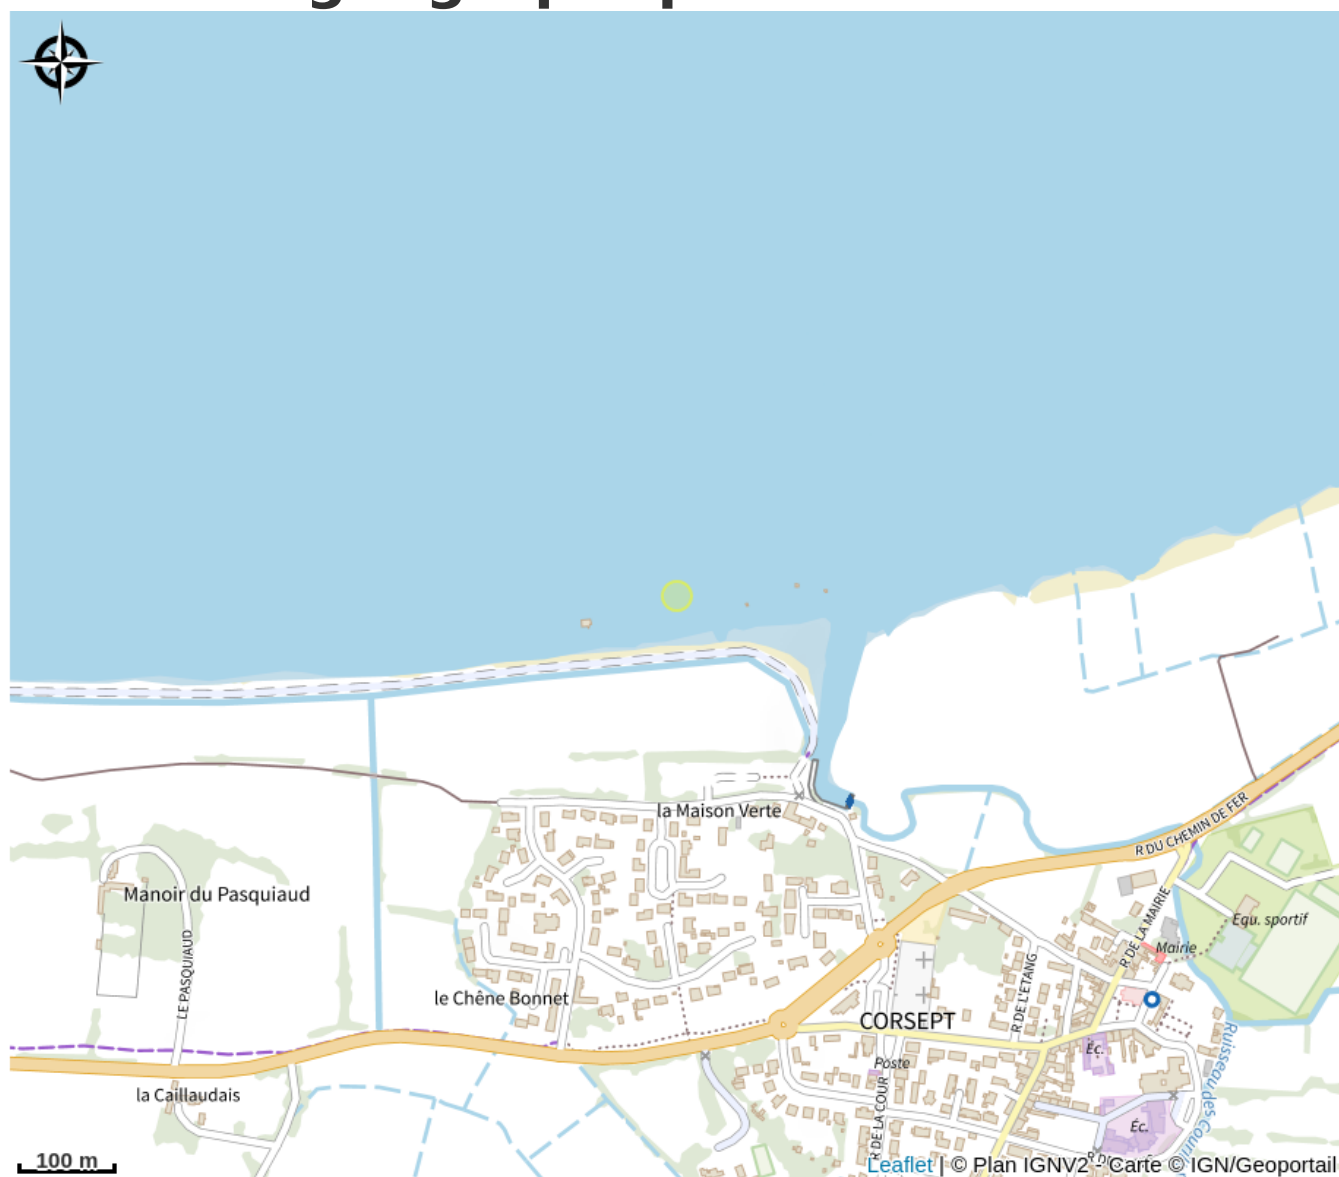 R DU CHEMIN DE FER
la Maison Verte
Manoir du Pasquiaud
R DE LA MAIRIE
Equ. sportif
Mairie
LE PASQUIAUD
R DE L'ETANG
le Chêne Bonnet
CORSEPT
Éc.
Poste
la Caillaudais
R DE LA COUR
Éc.
Ruisseau des
100 m
Leaflet | © Plan IGNV2 - Carte © IGN/Geoportail